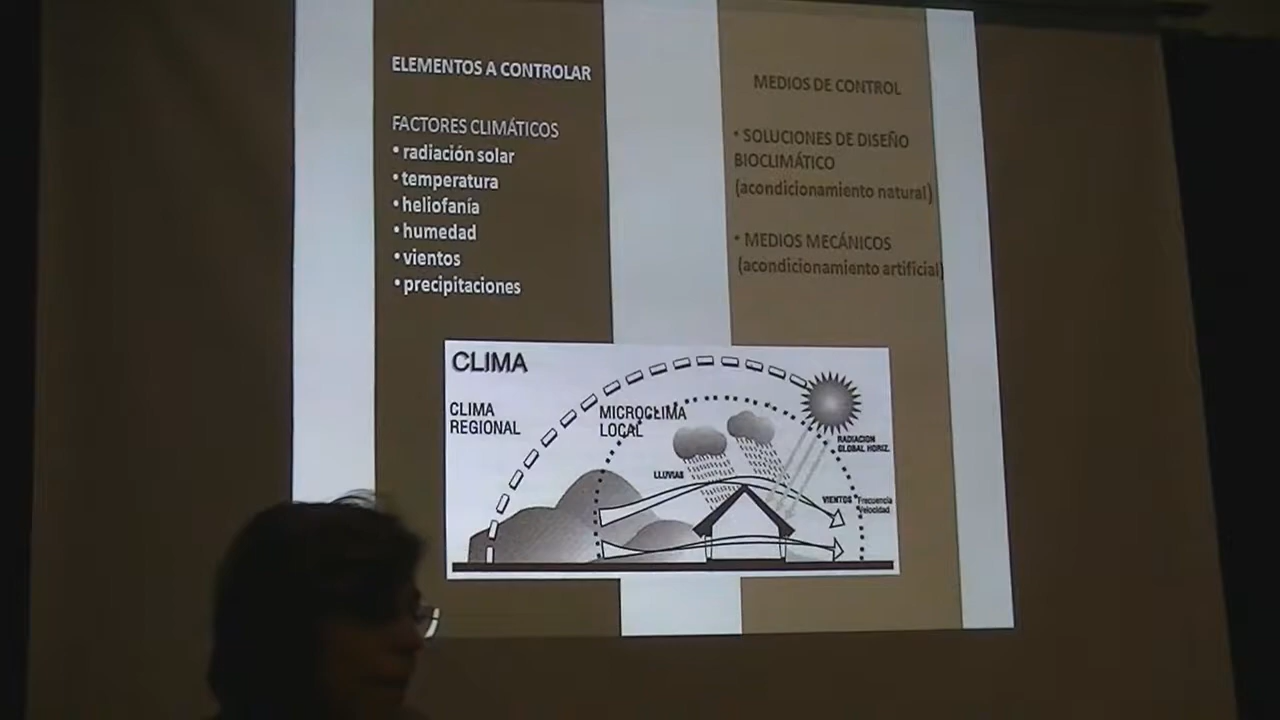 ELEMENTOS A CONTROLAR
FACTORES CLIMÁTICOS
• radiación solar
• temperatura
• heliofanía
• humedad
• vientos
• precipitaciones
MEDIOS DE CONTROL
• SOLUCIONES DE DISEÑO
BIOCLIMÁTICO
(acondicionamiento natural)
• MEDIOS MECÁNICOS
(acondicionamiento artificial)
CLIMA
CLIMA
REGIONAL
MICROCLIMA
LOCAL
LLUVIAS
RADIACION
GLOBAL HORIZ.
VIENTOS *Frecuencia
*Velocidad